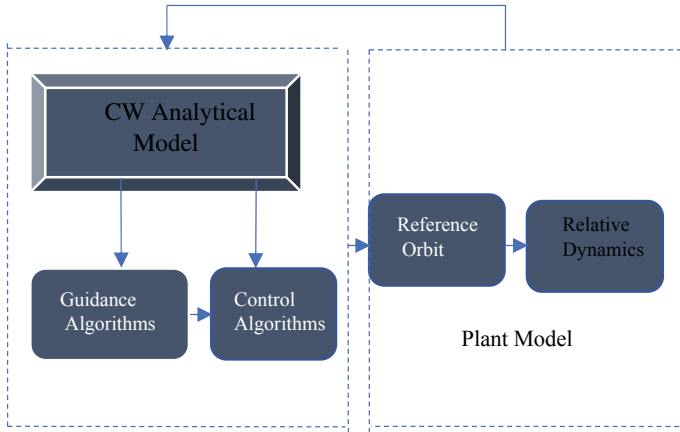 CW Analytical
Model
Guidance
Algorithms
Control
Algorithms
Reference
Orbit
Relative
Dynamics
Plant Model